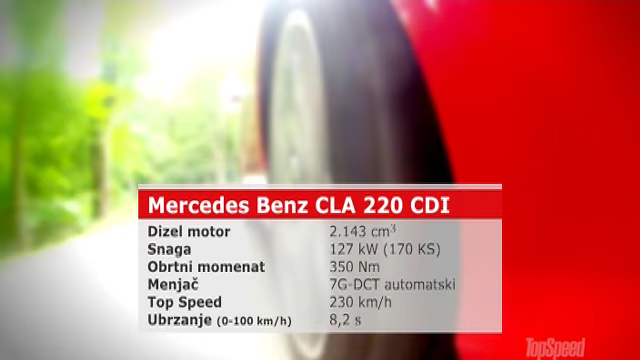 Mercedes Benz CLA 220 CDI
Dizel motor 2.143 cm³
Snaga 127 kW (170 KS)
Obrtni momenat 350 Nm
Menjač 7G-DCT automatski
Top Speed 230 km/h
Ubrzanje (0-100 km/h) 8,2 s
TopSpeed